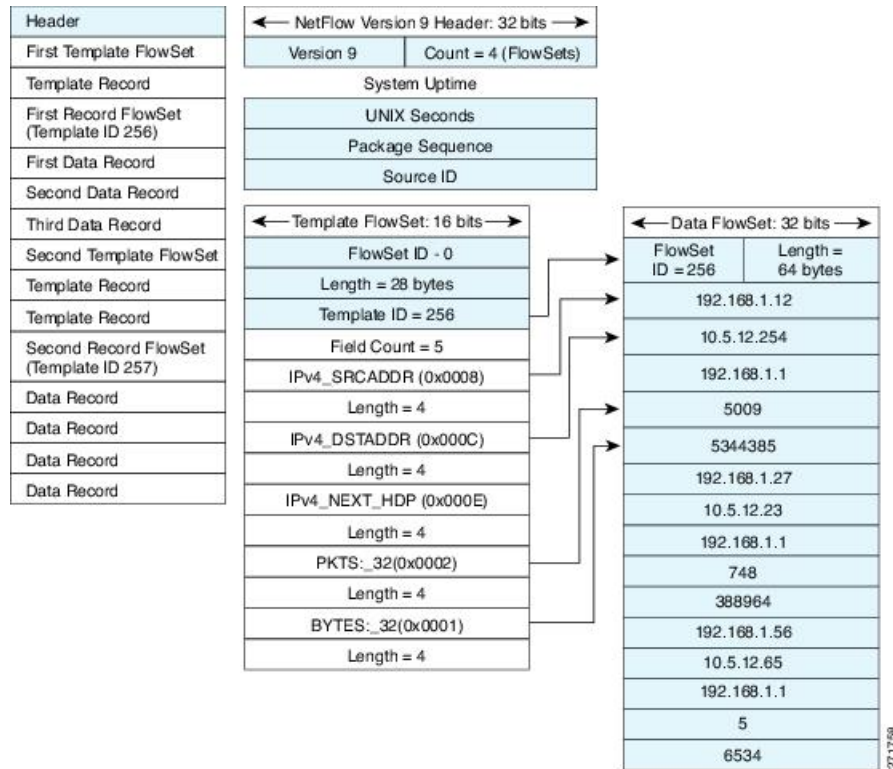 Header
First Template FlowSet
Template Record
First Record FlowSet
(Template ID 256)
First Data Record
Second Data Record
Third Data Record
Second Template FlowSet
Template Record
Template Record
Second Record FlowSet
(Template ID 257)
Data Record
Data Record
Data Record
Data Record
NetFlow Version 9 Header: 32 bits
Version 9
Count = 4 (FlowSets)
System Uptime
UNIX Seconds
Package Sequence
Source ID
Template FlowSet: 16 bits
FlowSet ID - 0
Length = 28 bytes
Template ID = 256
Field Count = 5
IPv4_SRCADDR (0x0008)
Length = 4
IPv4_DSTADDR (0x000C)
Length = 4
IPv4_NEXT_HDP (0x000E)
Length = 4
PKTS:_32(0x0002)
Length = 4
BYTES:_32(0x0001)
Length = 4
Data FlowSet: 32 bits
FlowSet
ID = 256
Length =
64 bytes
192.168.1.12
10.5.12.254
192.168.1.1
5009
5344385
192.168.1.27
10.5.12.23
192.168.1.1
748
388964
192.168.1.56
10.5.12.65
192.168.1.1
5
6534
271758